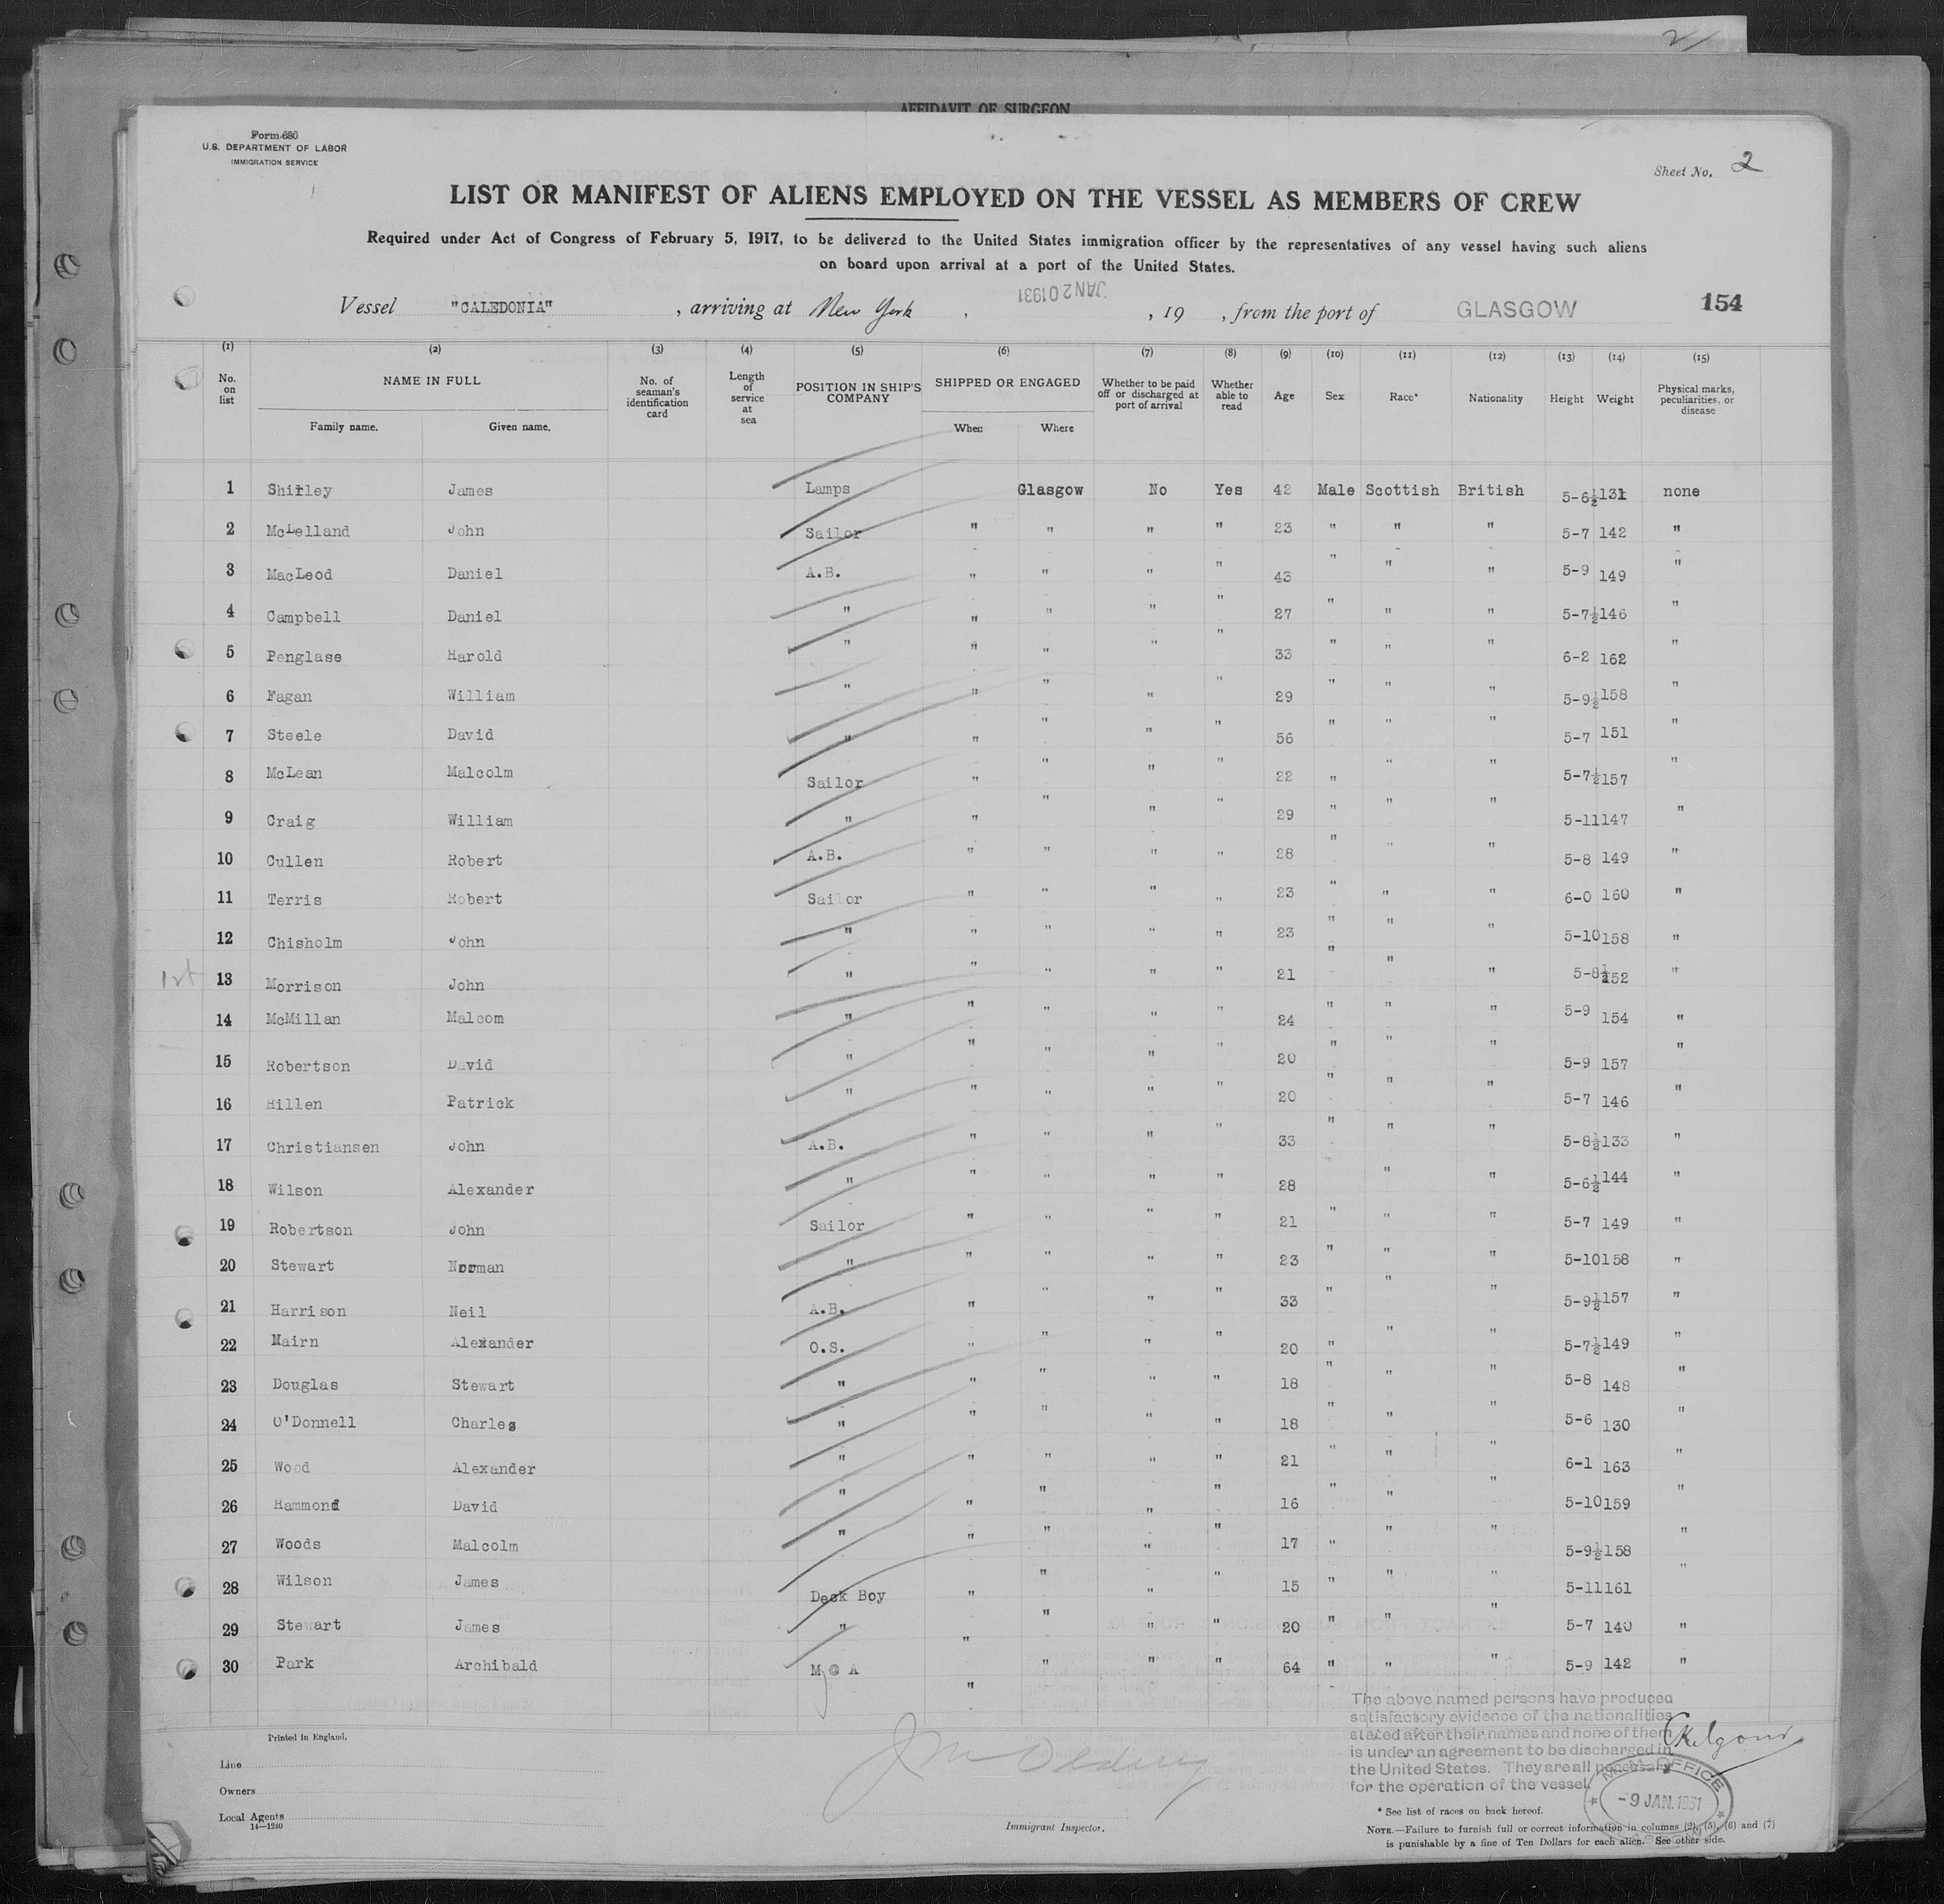 2
AFFIDAVIT OF SURGEON
Form 680
U.S. DEPARTMENT OF LABOR
IMMIGRATION SERVICE
Sheet No. 2
LIST OR MANIFEST OF ALIENS EMPLOYED ON THE VESSEL AS MEMBERS OF CREW
Required under Act of Congress of February 5, 1917, to be delivered to the United States immigration officer by the representatives of any vessel having such aliens
on board upon arrival at a port of the United States.
JAN 20 1931
Vessel "CALEDONIA" , arriving at New York , , 19 , from the port of GLASGOW 154
(1) (2) (3) (4) (5) (6) (7) (8) (9) (10) (11) (12) (13) (14) (15)
No. on list NAME IN FULL Family name. Given name. No. of seaman's identification card Length of service at sea POSITION IN SHIP'S COMPANY SHIPPED OR ENGAGED When Where Whether to be paid off or discharged at port of arrival Whether able to read Age Sex Race* Nationality Height Weight Physical marks, peculiarities, or disease
1 Shirley James Lamps Glasgow No Yes 42 Male Scottish British 5-6½ 131 none
2 McLelland John Sailor " " " " 23 " " " 5-7 142 "
3 MacLeod Daniel A.B. " " " " 43 " " " 5-9 149 "
4 Campbell Daniel " " " " " 27 " " " 5-7½ 146 "
5 Penglase Harold " " " " " 33 " " " 6-2 162 "
6 Fagan William " " " " " 29 " " " 5-9½ 158 "
7 Steele David " " " " " 56 " " " 5-7 151 "
8 McLean Malcolm Sailor " " " " 22 " " " 5-7½ 157 "
9 Craig William " " " " " 29 " " " 5-11 147 "
10 Cullen Robert A.B. " " " " 28 " " " 5-8 149 "
11 Terris Robert Sailor " " " " 23 " " " 6-0 160 "
12 Chisholm John " " " " " 23 " " " 5-10 158 "
1st 13 Morrison John " " " " " 21 " " " 5-8½ 152 "
14 McMillan Malcom " " " " " 24 " " " 5-9 154 "
15 Robertson David " " " " " 20 " " " 5-9 157 "
16 Hillen Patrick " " " " " 20 " " " 5-7 146 "
17 Christiansen John A.B. " " " " 33 " " " 5-8½ 133 "
18 Wilson Alexander " " " " " 28 " " 5-6½ 144 "
19 Robertson John Sailor " " " " 21 " " " 5-7 149 "
20 Stewart Norman " " " " " 23 " " " 5-10 158 "
21 Harrison Neil A.B. " " " " 33 " " " 5-9½ 157 "
22 Mairn Alexander O.S. " " " " 20 " " " 5-7½ 149 "
23 Douglas Stewart " " " " " 18 " " " 5-8 148 "
24 O'Donnell Charles " " " " " 18 " " " 5-6 130 "
25 Wood Alexander " " " " " 21 " " " 6-1 163 "
26 Hammond David " " " " " 16 " " " 5-10 159 "
27 Woods Malcolm " " " " " 17 " " " 5-9½ 158 "
28 Wilson James Deck Boy " " " " 15 " " " 5-11 161 "
29 Stewart James " " " " " 20 " " " 5-7 140 "
30 Park Archibald M G A " " " " 64 " " " 5-9 142 "
The above named persons have produced
satisfactory evidence of the nationalities
stated after their names and none of them
is under an agreement to be discharged in
the United States. They are all necessary
for the operation of the vessel.
Printed in England.
Line
Owners
Local Agents
14—1240
Immigrant Inspector.
M.M. OFFICE
-9 JAN. 1931
* See list of races on back hereof.
NOTE.—Failure to furnish full or correct information in columns (2), (5), (6) and (7)
is punishable by a fine of Ten Dollars for each alien. See other side.